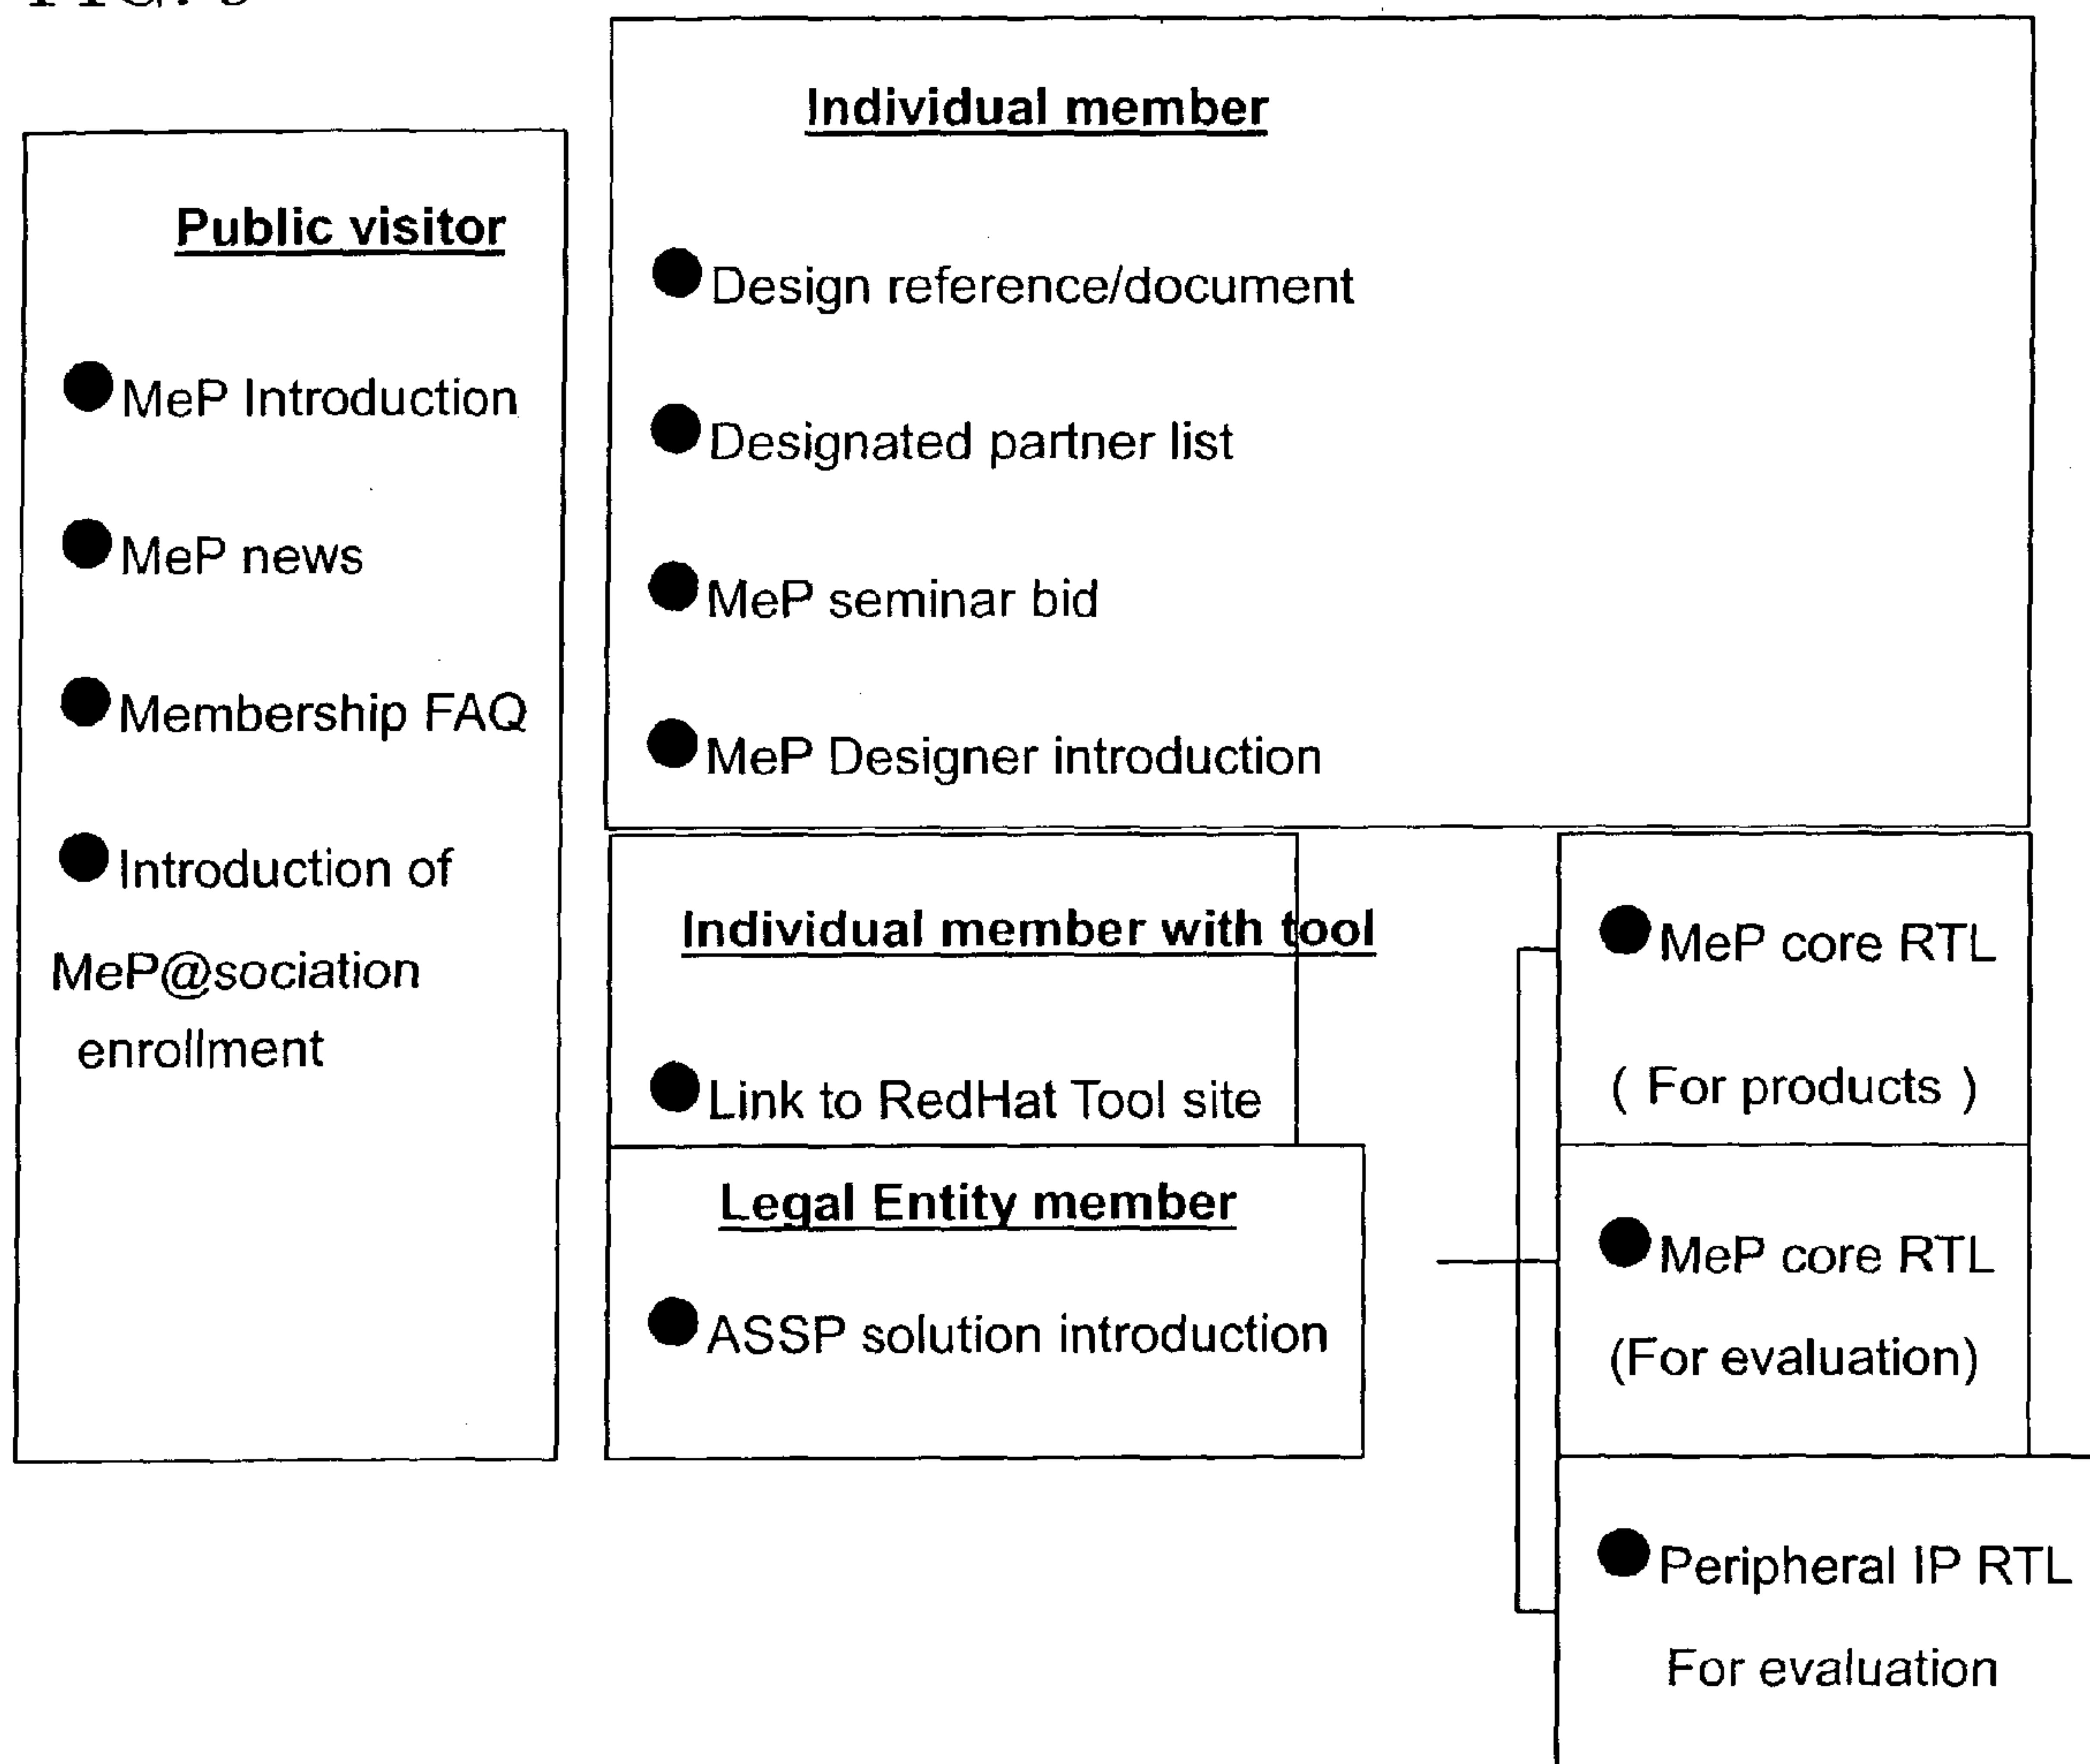 Public visitor
●MeP Introduction
●MeP news
●Membership FAQ
●Introduction of
MeP@sociation
enrollment
Individual member
●Design reference/document
●Designated partner list
●MeP seminar bid
●MeP Designer introduction
Individual member with tool
●Link to RedHat Tool site
Legal Entity member
●ASSP solution introduction
●MeP core RTL
( For products )
●MeP core RTL
(For evaluation)
●Peripheral IP RTL
For evaluation